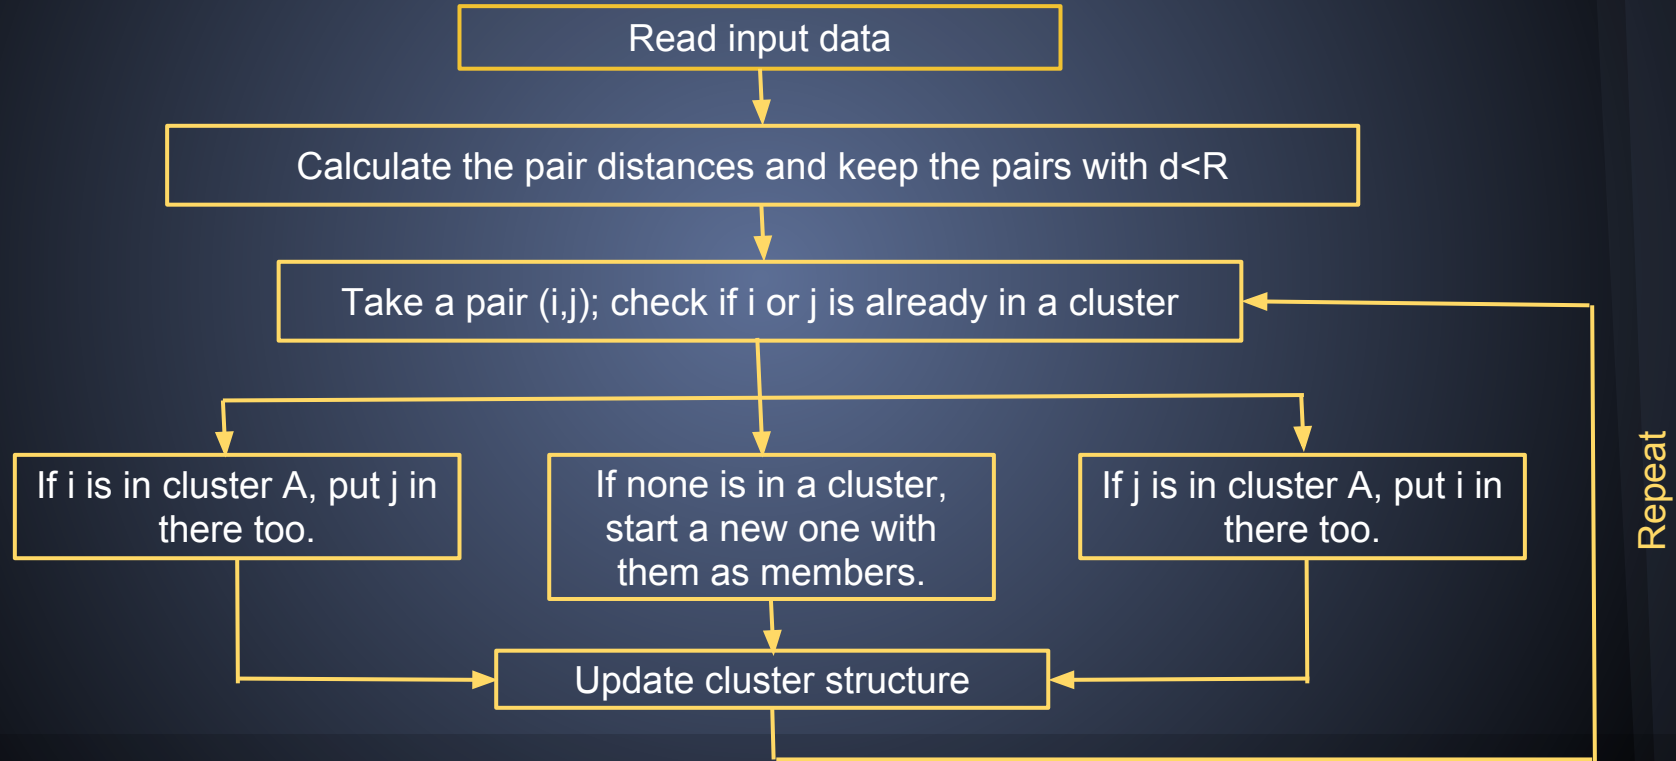 Read input data
Calculate the pair distances and keep the pairs with d<R
Take a pair (i,j); check if i or j is already in a cluster
If i is in cluster A, put j in
there too.
If none is in a cluster,
start a new one with
them as members.
If j is in cluster A, put i in
there too.
Repeat
Update cluster structure